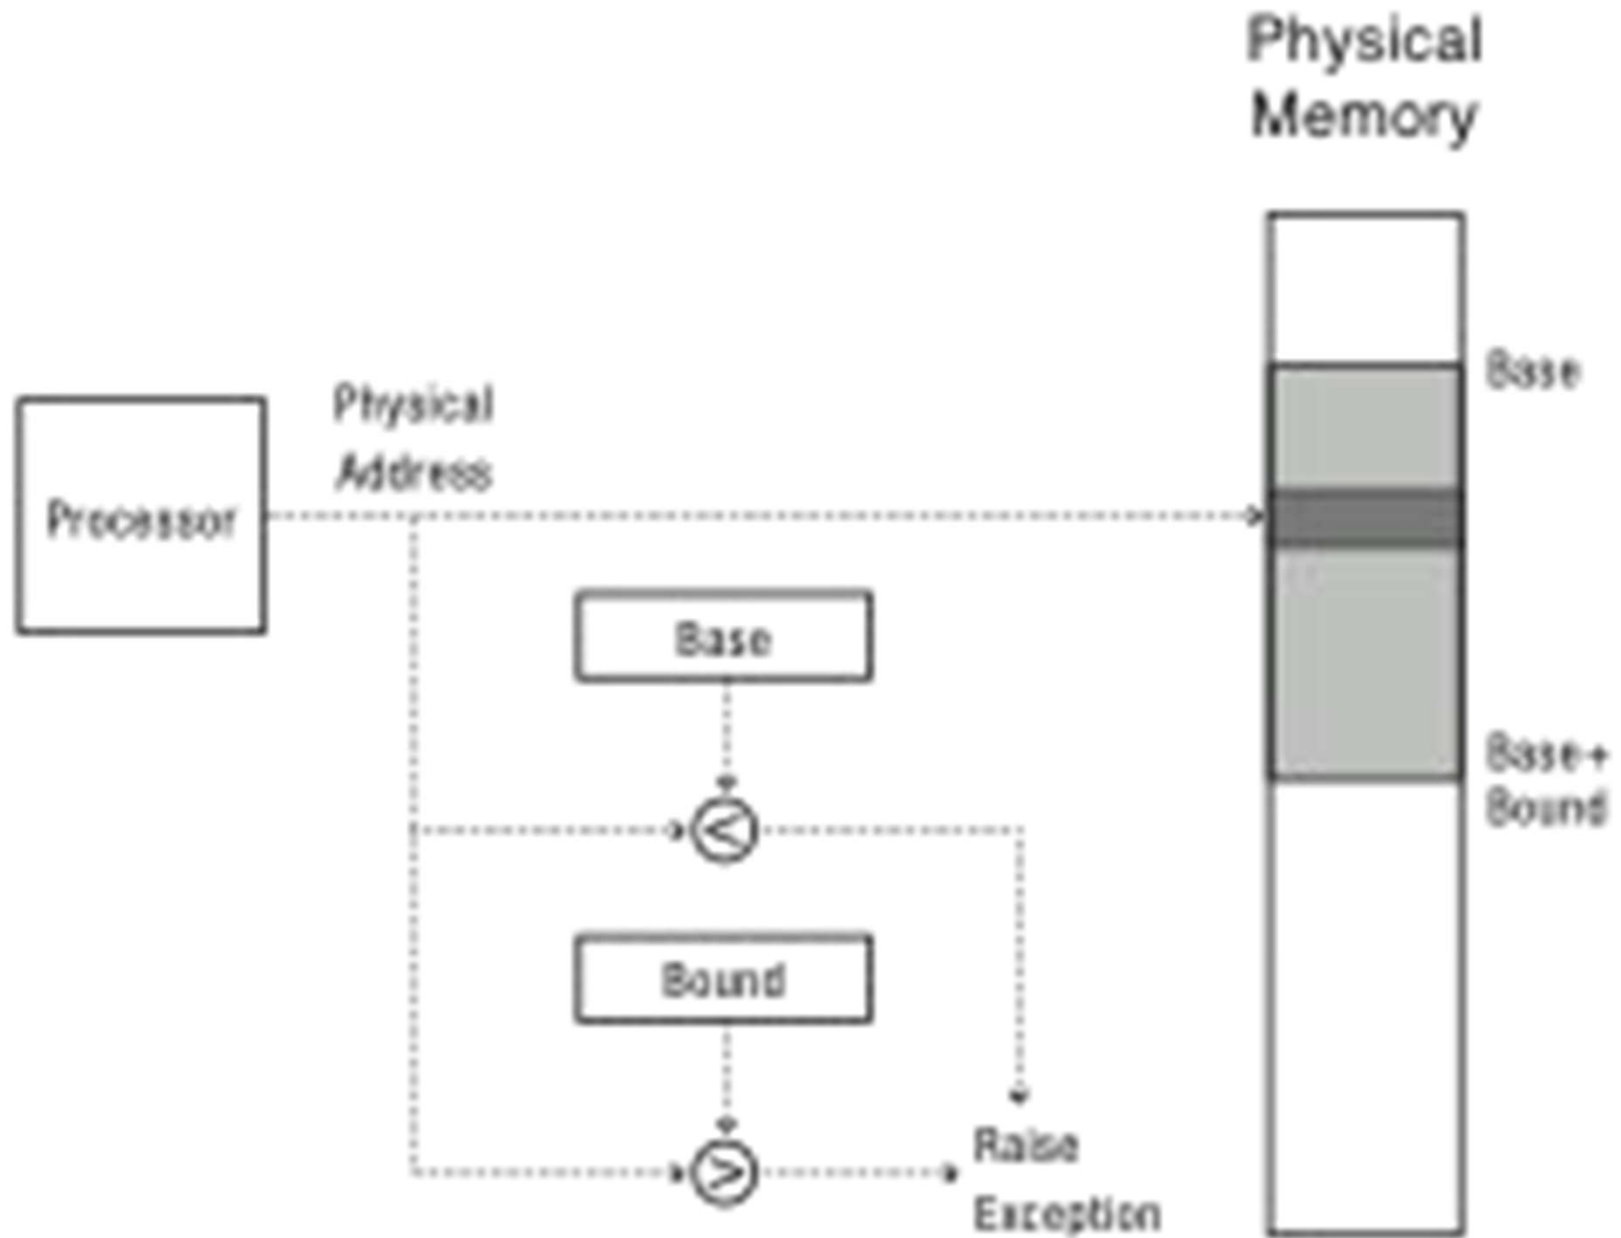 Physical
Memory
Base
Physical
Address
Processor
Base
<
Base+
Bound
Bound
>
Raise
Exception